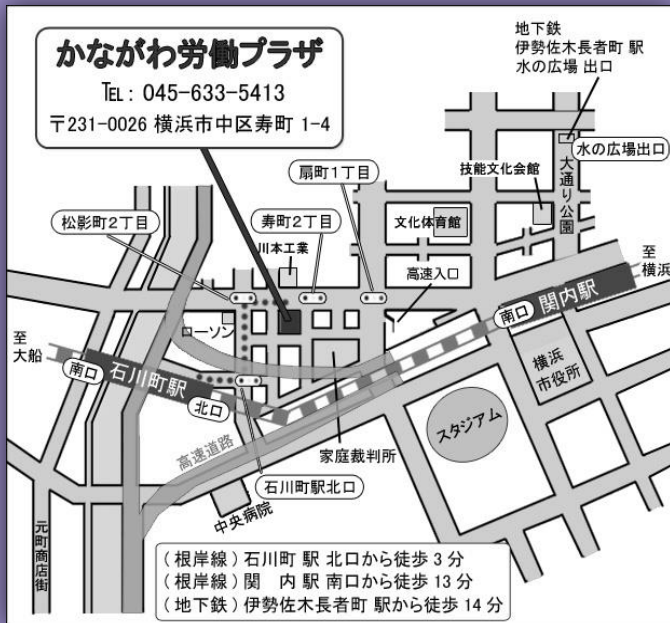 かながわ労働プラザ
TEL: 045-633-5413
〒231-0026 横浜市中区寿町 1-4
地下鉄
伊勢佐木長者町 駅
水の広場 出口
水の広場出口
大通り公園
技能文化会館
扇町1丁目
文化体育館
松影町2丁目
寿町2丁目
川本工業
高速入口
至
横浜
関内駅
南口
ローソン
至
大船
南口
石川町駅
北口
横浜
市役所
スタジアム
高速道路
家庭裁判所
石川町駅北口
中央病院
元町商店街
(根岸線) 石川町 駅 北口から徒歩 3 分
(根岸線) 関 内 駅 南口から徒歩 13 分
(地下鉄) 伊勢佐木長者町 駅から徒歩 14 分